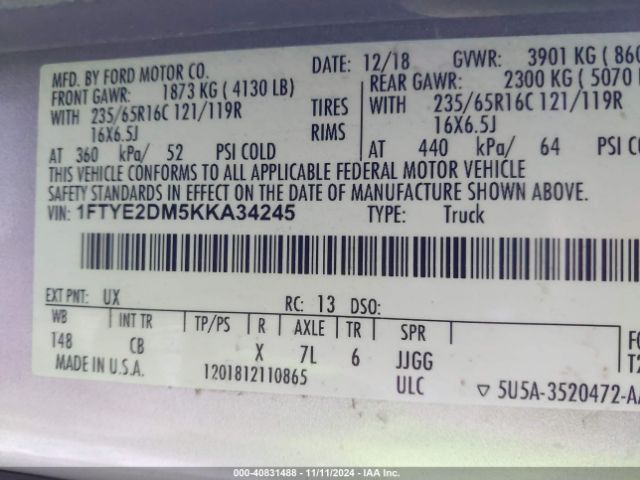 MFD. BY FORD MOTOR CO. DATE: 12/18 GVWR: 3901 KG ( 860
FRONT GAWR: 1873 KG ( 4130 LB) REAR GAWR: 2300 KG ( 5070
WITH 235/65R16C 121/119R TIRES WITH 235/65R16C 121/119R
16X6.5J RIMS 16X6.5J
AT 360 kPa/ 52 PSI COLD AT 440 kPa/ 64 PSI CO
THIS VEHICLE CONFORMS TO ALL APPLICABLE FEDERAL MOTOR VEHICLE
SAFETY STANDARDS IN EFFECT ON THE DATE OF MANUFACTURE SHOWN ABOVE.
VIN: 1FTYE2DM5KKA34245 TYPE: Truck
EXT PNT: UX RC: 13 DSO:
WB INT TR TP/PS R AXLE TR SPR
148 CB X 7L 6 JJGG
MADE IN U.S.A. 1201812110865 ULC ▽ 5U5A-3520472-A
000-40831488 - 11/11/2024 - IAA Inc.